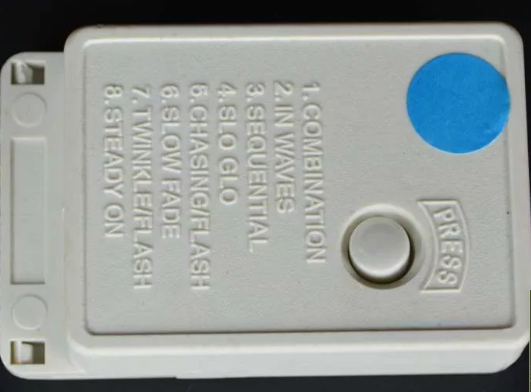 PRESS
1.COMBINATION
2.IN WAVES
3.SEQUENTIAL
4.SLO GLO
5.CHASING/FLASH
6.SLOW FADE
7.TWINKLE/FLASH
8.STEADY ON